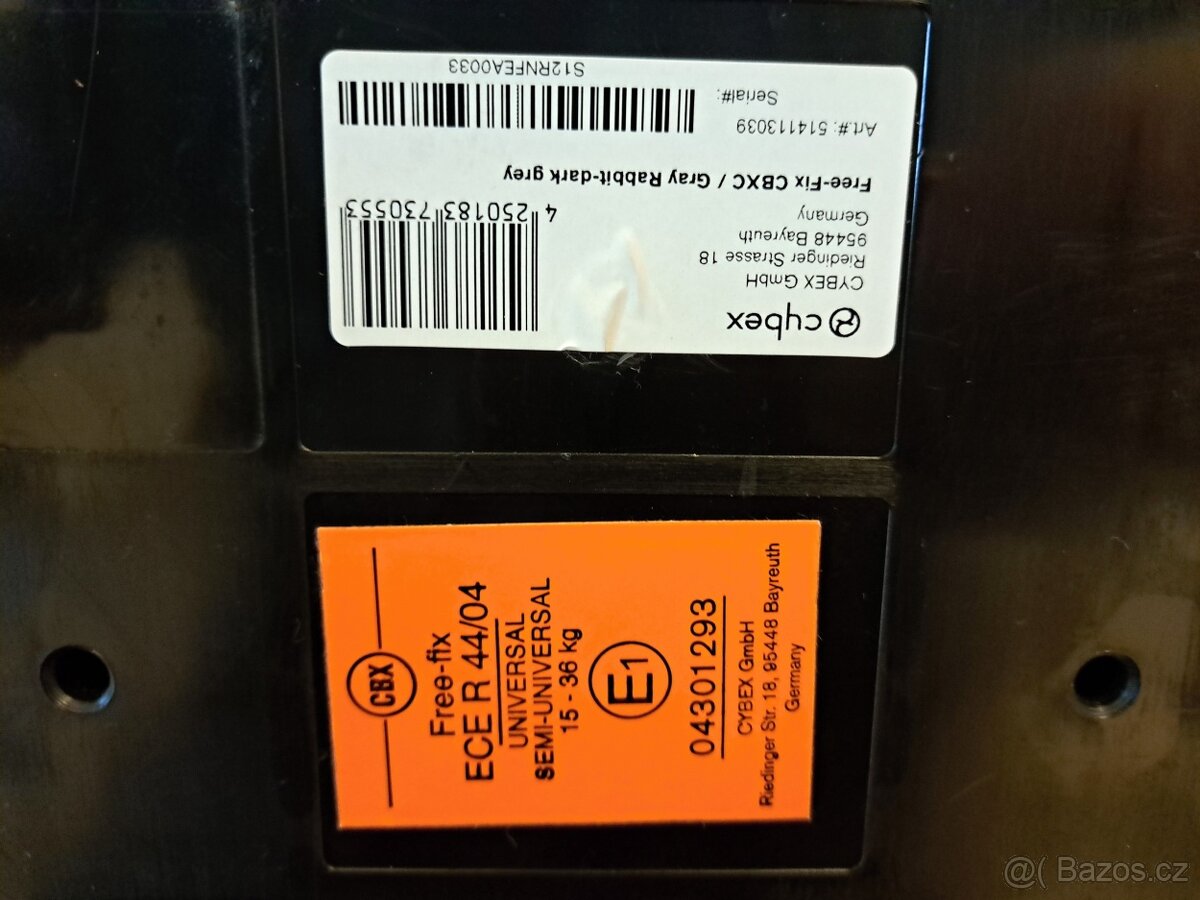 cybex
CYBEX GmbH
Riedinger Strasse 18
95448 Bayreuth
Germany
4 250183 730553
Free-Fix CBXC / Gray Rabbit-dark grey
Art.#: 514113039
Serial#:
S12RNFEA0033
CBX
Free-fix
ECE R 44/04
UNIVERSAL
SEMI-UNIVERSAL
15 - 36 kg
E1
04301293
CYBEX GmbH
Riedinger Str. 18, 95448 Bayreuth
Germany
@( Bazos.cz